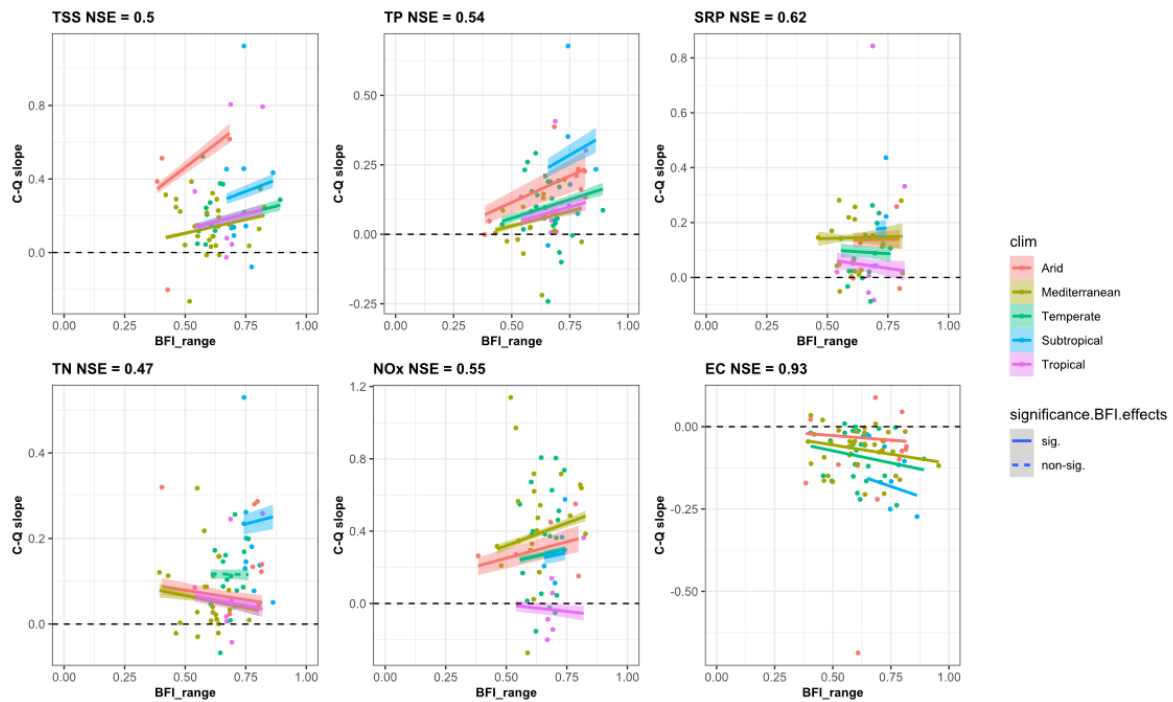 TSS NSE = 0.5
C-Q slope
0.8
0.4
0.0
0.00 0.25 0.50 0.75 1.00
BFI_range
TP NSE = 0.54
C-Q slope
0.50
0.25
0.00
-0.25
0.00 0.25 0.50 0.75 1.00
BFI_range
SRP NSE = 0.62
C-Q slope
0.8
0.6
0.4
0.2
0.0
0.00 0.25 0.50 0.75 1.00
BFI_range
TN NSE = 0.47
C-Q slope
0.4
0.2
0.0
0.00 0.25 0.50 0.75 1.00
BFI_range
NOx NSE = 0.55
C-Q slope
1.2
0.8
0.4
0.0
0.00 0.25 0.50 0.75 1.00
BFI_range
EC NSE = 0.93
C-Q slope
0.00
-0.25
-0.50
0.00 0.25 0.50 0.75 1.00
BFI_range
clim
Arid
Mediterranean
Temperate
Subtropical
Tropical
significance.BFI.effects
sig.
non-sig.